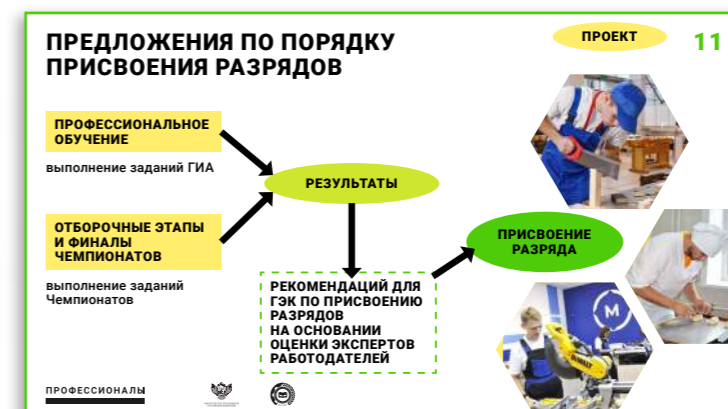 ПРЕДЛОЖЕНИЯ ПО ПОРЯДКУ
ПРИСВОЕНИЯ РАЗРЯДОВ
ПРОЕКТ
11
ПРОФЕССИОНАЛЬНОЕ
ОБУЧЕНИЕ
выполнение заданий ГИА
РЕЗУЛЬТАТЫ
ОТБОРОЧНЫЕ ЭТАПЫ
И ФИНАЛЫ
ЧЕМПИОНАТОВ
выполнение заданий
Чемпионатов
РЕКОМЕНДАЦИЙ ДЛЯ
ГЭК ПО ПРИСВОЕНИЮ
РАЗРЯДОВ
НА ОСНОВАНИИ
ОЦЕНКИ ЭКСПЕРТОВ
РАБОТОДАТЕЛЕЙ
ПРИСВОЕНИЕ
РАЗРЯДА
М
DEWALT
ПРОФЕССИОНАЛЫ